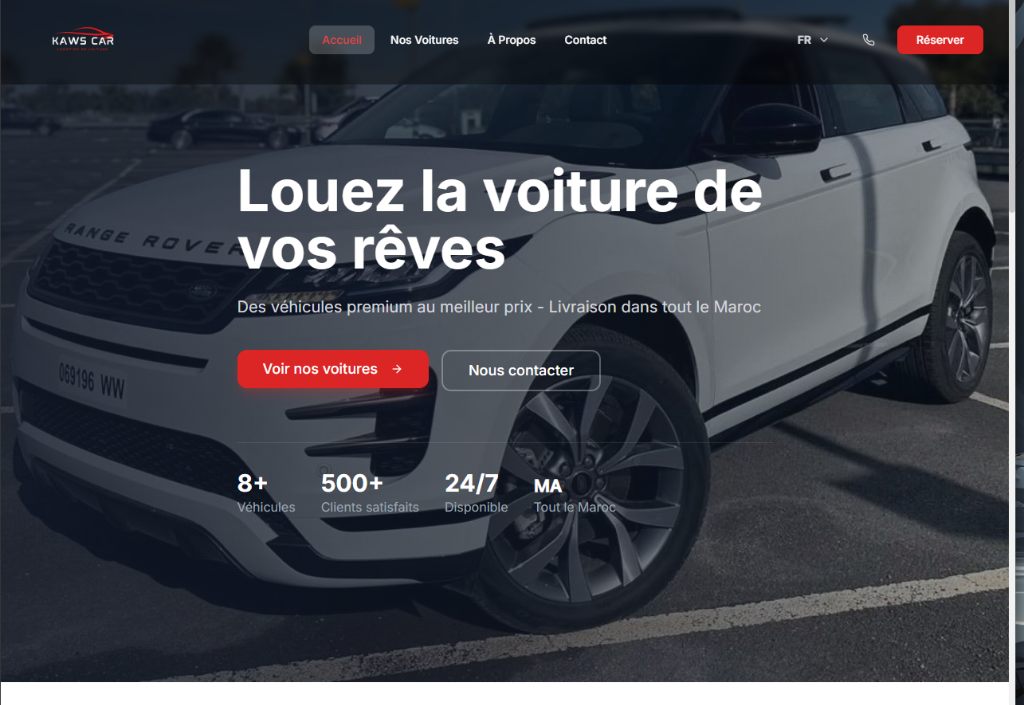 KAWS CAR
Accueil
Nos Voitures
À Propos
Contact
FR
Réserver
Louez la voiture de
vos rêves
RANGE ROVER
Des véhicules premium au meilleur prix - Livraison dans tout le Maroc
069196 WW
Voir nos voitures →
Nous contacter
8+
Véhicules
500+
Clients satisfaits
24/7
Disponible
MA
Tout le Maroc